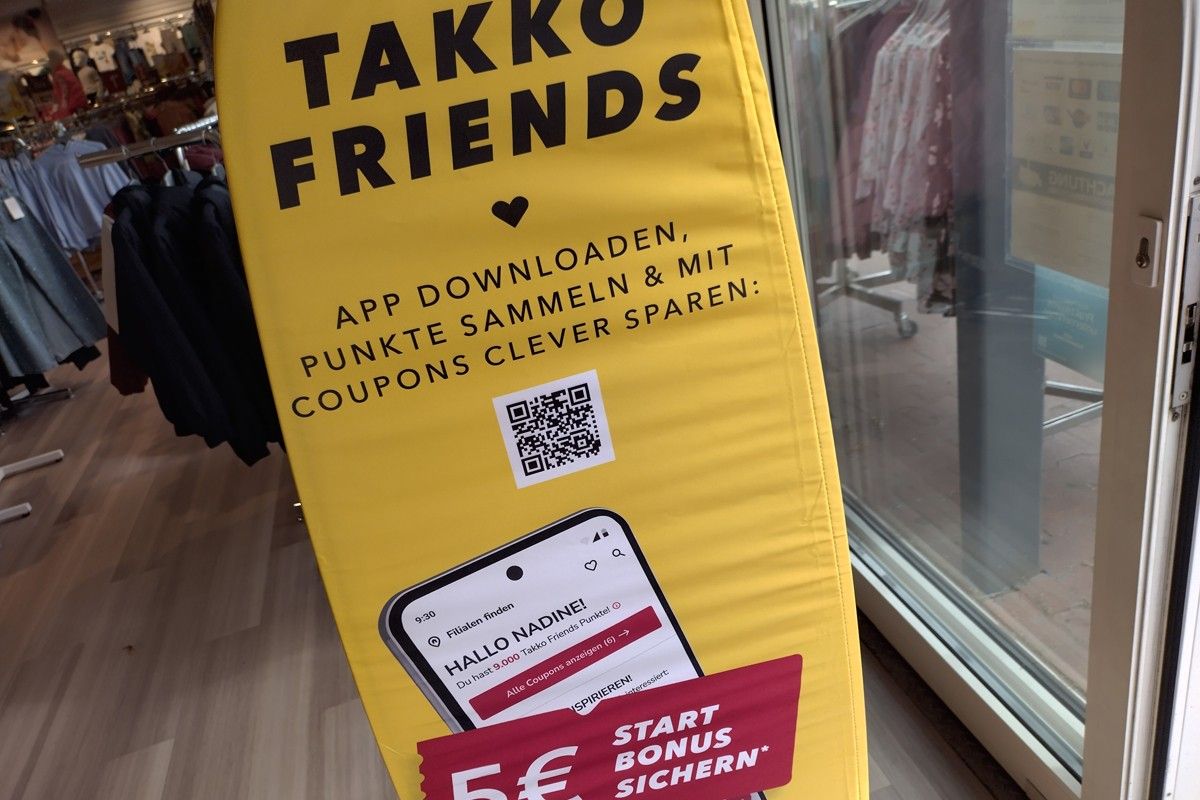 TAKKO
FRIENDS
APP DOWNLOADEN,
PUNKTE SAMMELN & MIT
COUPONS CLEVER SPAREN:
9:30
Filialen finden
HALLO NADINE!
Du hast 9.000 Takko Friends Punkte!
Alle Coupons anzeigen (6) →
5€
START
BONUS
SICHERN*
ACHTUNG